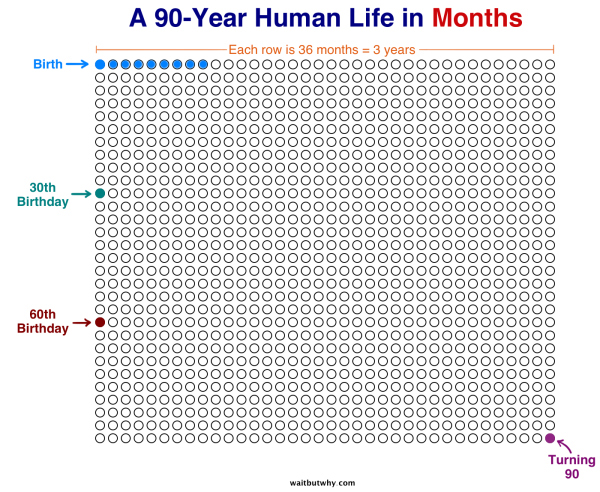 A 90-Year Human Life in Months
Each row is 36 months = 3 years
Birth
30th
Birthday
60th
Birthday
Turning
90
waitbutwhy.com